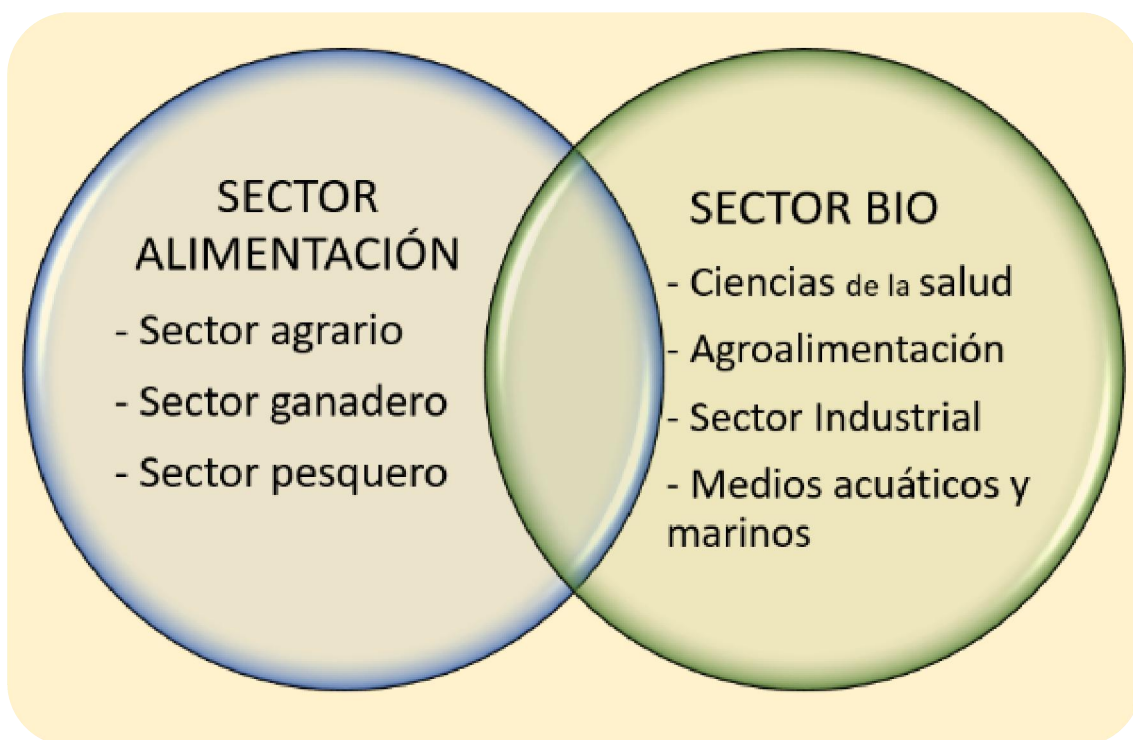 SECTOR
ALIMENTACIÓN
- Sector agrario
- Sector ganadero
- Sector pesquero
SECTOR BIO
- Ciencias de la salud
- Agroalimentación
- Sector Industrial
- Medios acuáticos y
marinos